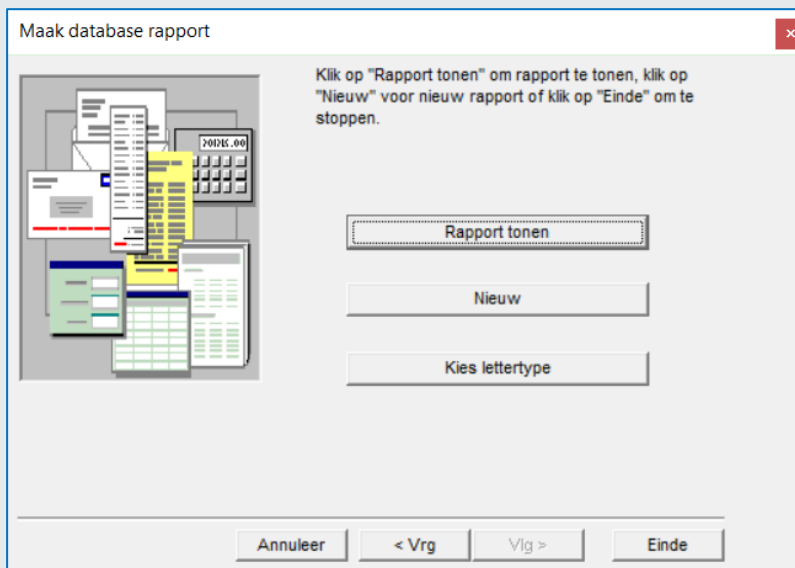 Maak database rapport
Klik op "Rapport tonen" om rapport te tonen, klik op
"Nieuw" voor nieuw rapport of klik op "Einde" om te
stoppen.
Rapport tonen
Nieuw
Kies lettertype
Annuleer
< Vrg
Vlg >
Einde